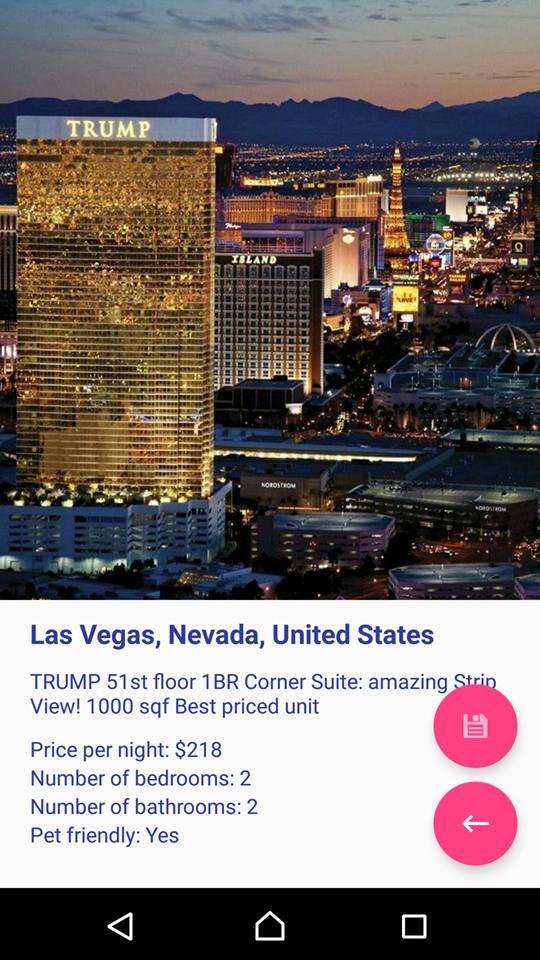 TRUMP
ISLAND
NORDSTROM
NORDSTROM
Las Vegas, Nevada, United States
TRUMP 51st floor 1BR Corner Suite: amazing Strip
View! 1000 sqf Best priced unit
Price per night: $218
Number of bedrooms: 2
Number of bathrooms: 2
Pet friendly: Yes